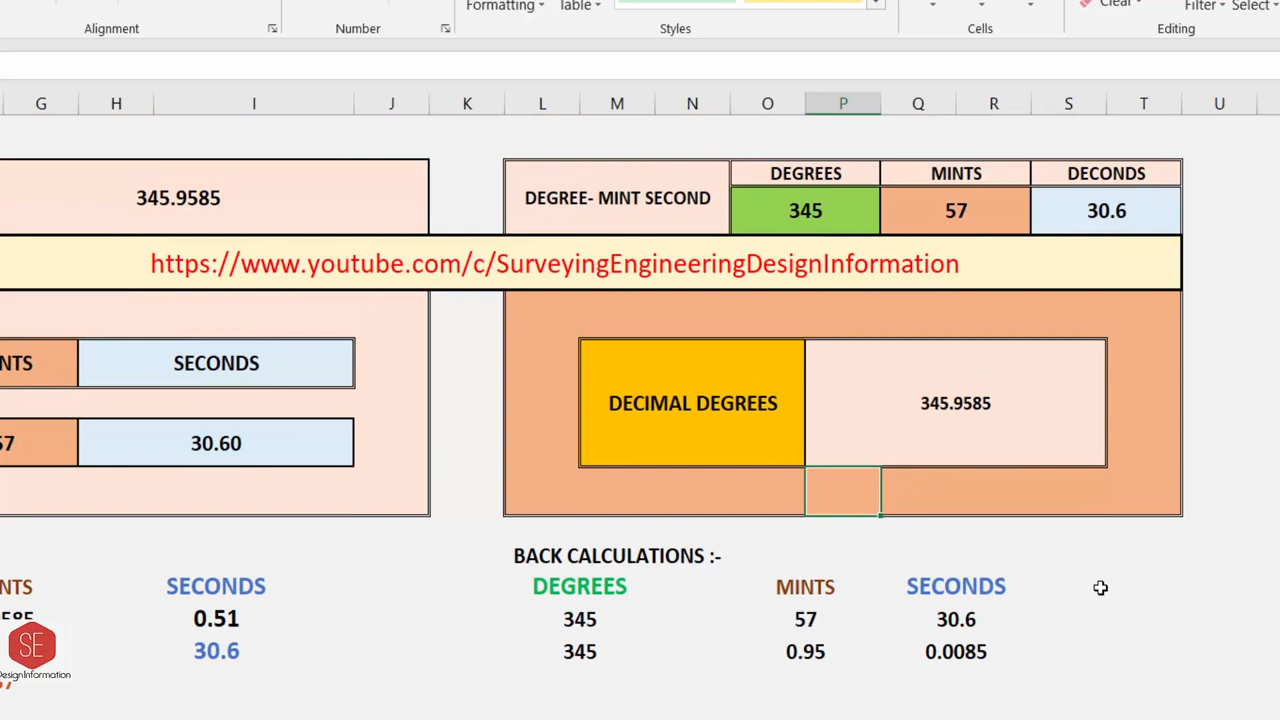 Formatting
Table
Clear
Filter
Select
Alignment
Number
Styles
Cells
Editing
G H I J K L M N O P Q R S T U
345.9585
DEGREE- MINT SECOND
DEGREES MINTS DECONDS
345 57 30.6
https://www.youtube.com/c/SurveyingEngineeringDesignInformation
NTS SECONDS
57 30.60
DECIMAL DEGREES 345.9585
BACK CALCULATIONS :-
NTS SECONDS DEGREES MINTS SECONDS
0.51 345 57 30.6
30.6 345 0.95 0.0085
SE
DesignInformation